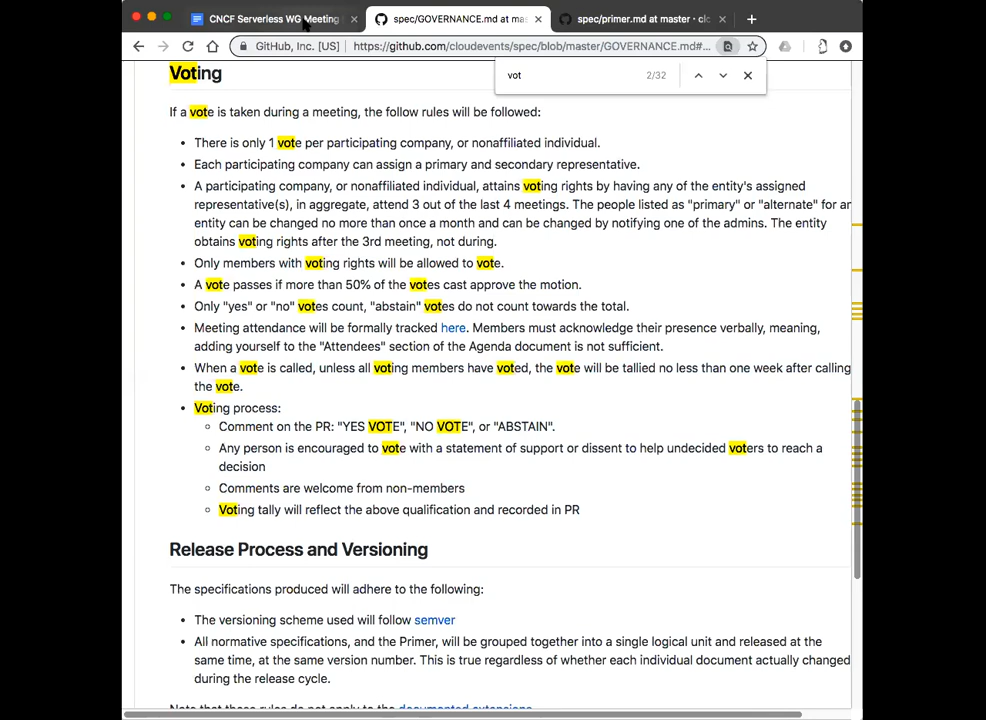 CNCF Serverless WG Meeting
spec/GOVERNANCE.md at mas
spec/primer.md at master · clo
GitHub, Inc. [US]
https://github.com/cloudevents/spec/blob/master/GOVERNANCE.md#...
vot
2/32
Voting
If a vote is taken during a meeting, the follow rules will be followed:
• There is only 1 vote per participating company, or nonaffiliated individual.
• Each participating company can assign a primary and secondary representative.
• A participating company, or nonaffiliated individual, attains voting rights by having any of the entity's assigned
representative(s), in aggregate, attend 3 out of the last 4 meetings. The people listed as "primary" or "alternate" for an
entity can be changed no more than once a month and can be changed by notifying one of the admins. The entity
obtains voting rights after the 3rd meeting, not during.
• Only members with voting rights will be allowed to vote.
• A vote passes if more than 50% of the votes cast approve the motion.
• Only "yes" or "no" votes count, "abstain" votes do not count towards the total.
• Meeting attendance will be formally tracked here. Members must acknowledge their presence verbally, meaning,
adding yourself to the "Attendees" section of the Agenda document is not sufficient.
• When a vote is called, unless all voting members have voted, the vote will be tallied no less than one week after calling
the vote.
• Voting process:
◦ Comment on the PR: "YES VOTE", "NO VOTE", or "ABSTAIN".
◦ Any person is encouraged to vote with a statement of support or dissent to help undecided voters to reach a
decision
◦ Comments are welcome from non-members
◦ Voting tally will reflect the above qualification and recorded in PR
Release Process and Versioning
The specifications produced will adhere to the following:
• The versioning scheme used will follow semver
• All normative specifications, and the Primer, will be grouped together into a single logical unit and released at the
same time, at the same version number. This is true regardless of whether each individual document actually changed
during the release cycle.
Note that these rules do not apply to the documented extensions.